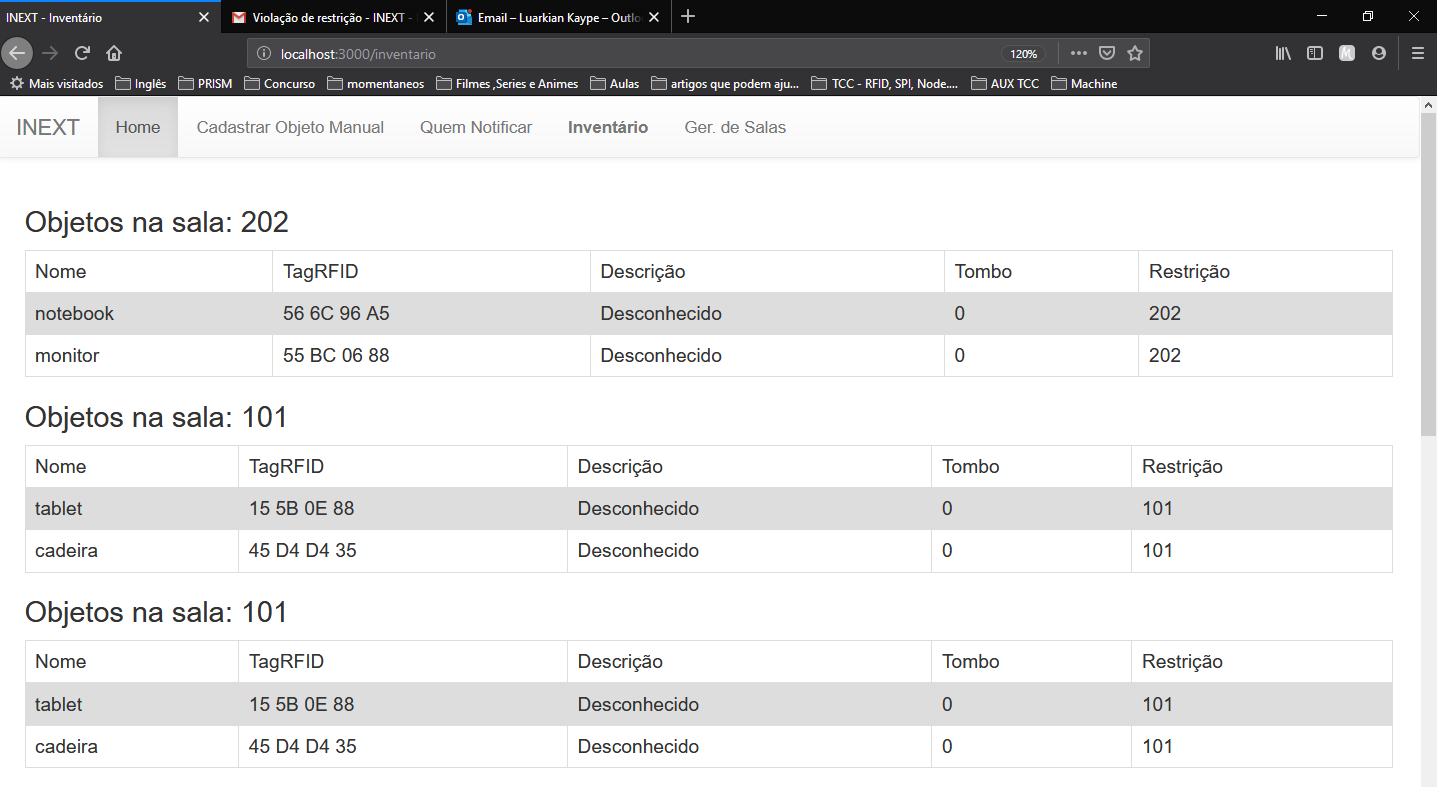 INEXT - Inventário Violação de restrição - INEXT - Email – Luarkian Kaype – Outlo
localhost:3000/inventario 120%
Mais visitados Inglês PRISM Concurso momentaneos Filmes ,Series e Animes Aulas artigos que podem aju... TCC - RFID, SPI, Node.... AUX TCC Machine
INEXT Home Cadastrar Objeto Manual Quem Notificar Inventário Ger. de Salas
Objetos na sala: 202
Nome TagRFID Descrição Tombo Restrição
notebook 56 6C 96 A5 Desconhecido 0 202
monitor 55 BC 06 88 Desconhecido 0 202
Objetos na sala: 101
Nome TagRFID Descrição Tombo Restrição
tablet 15 5B 0E 88 Desconhecido 0 101
cadeira 45 D4 D4 35 Desconhecido 0 101
Objetos na sala: 101
Nome TagRFID Descrição Tombo Restrição
tablet 15 5B 0E 88 Desconhecido 0 101
cadeira 45 D4 D4 35 Desconhecido 0 101